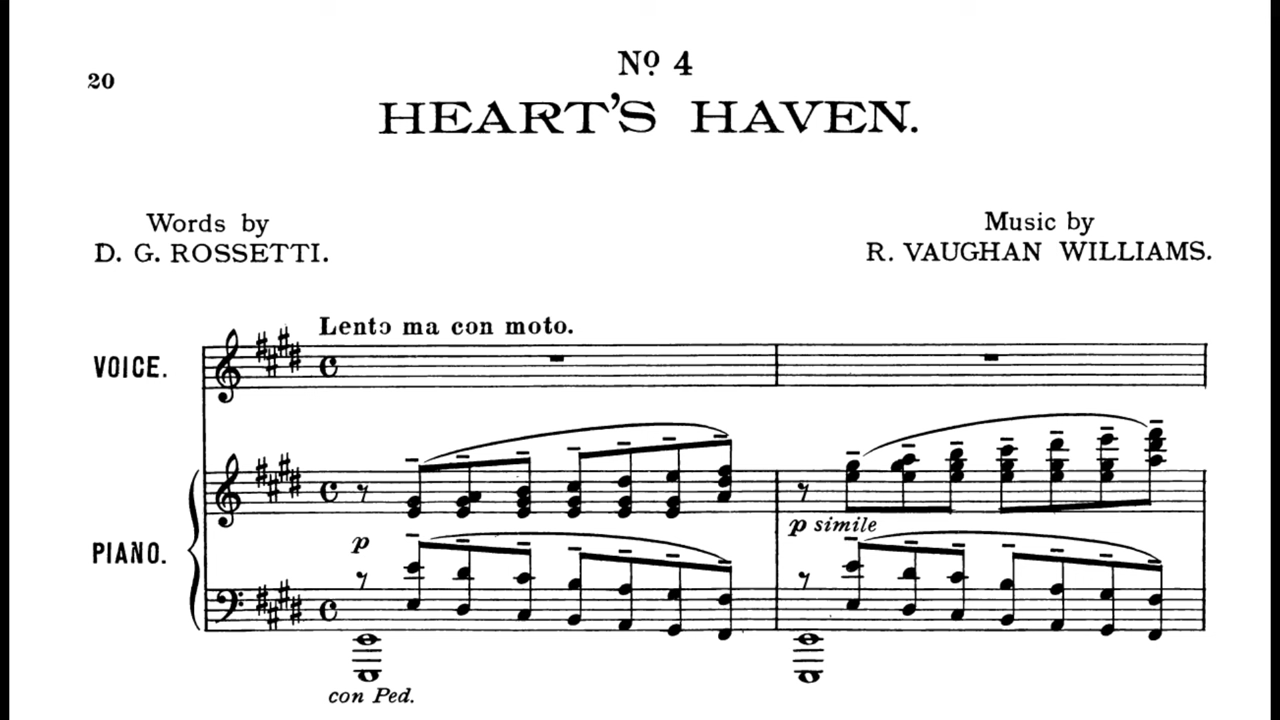 20
Nº 4
HEART'S HAVEN.
Words by
D. G. ROSSETTI.
Music by
R. VAUGHAN WILLIAMS.
Lento ma con moto.
VOICE.
PIANO.
p
p simile
con Ped.